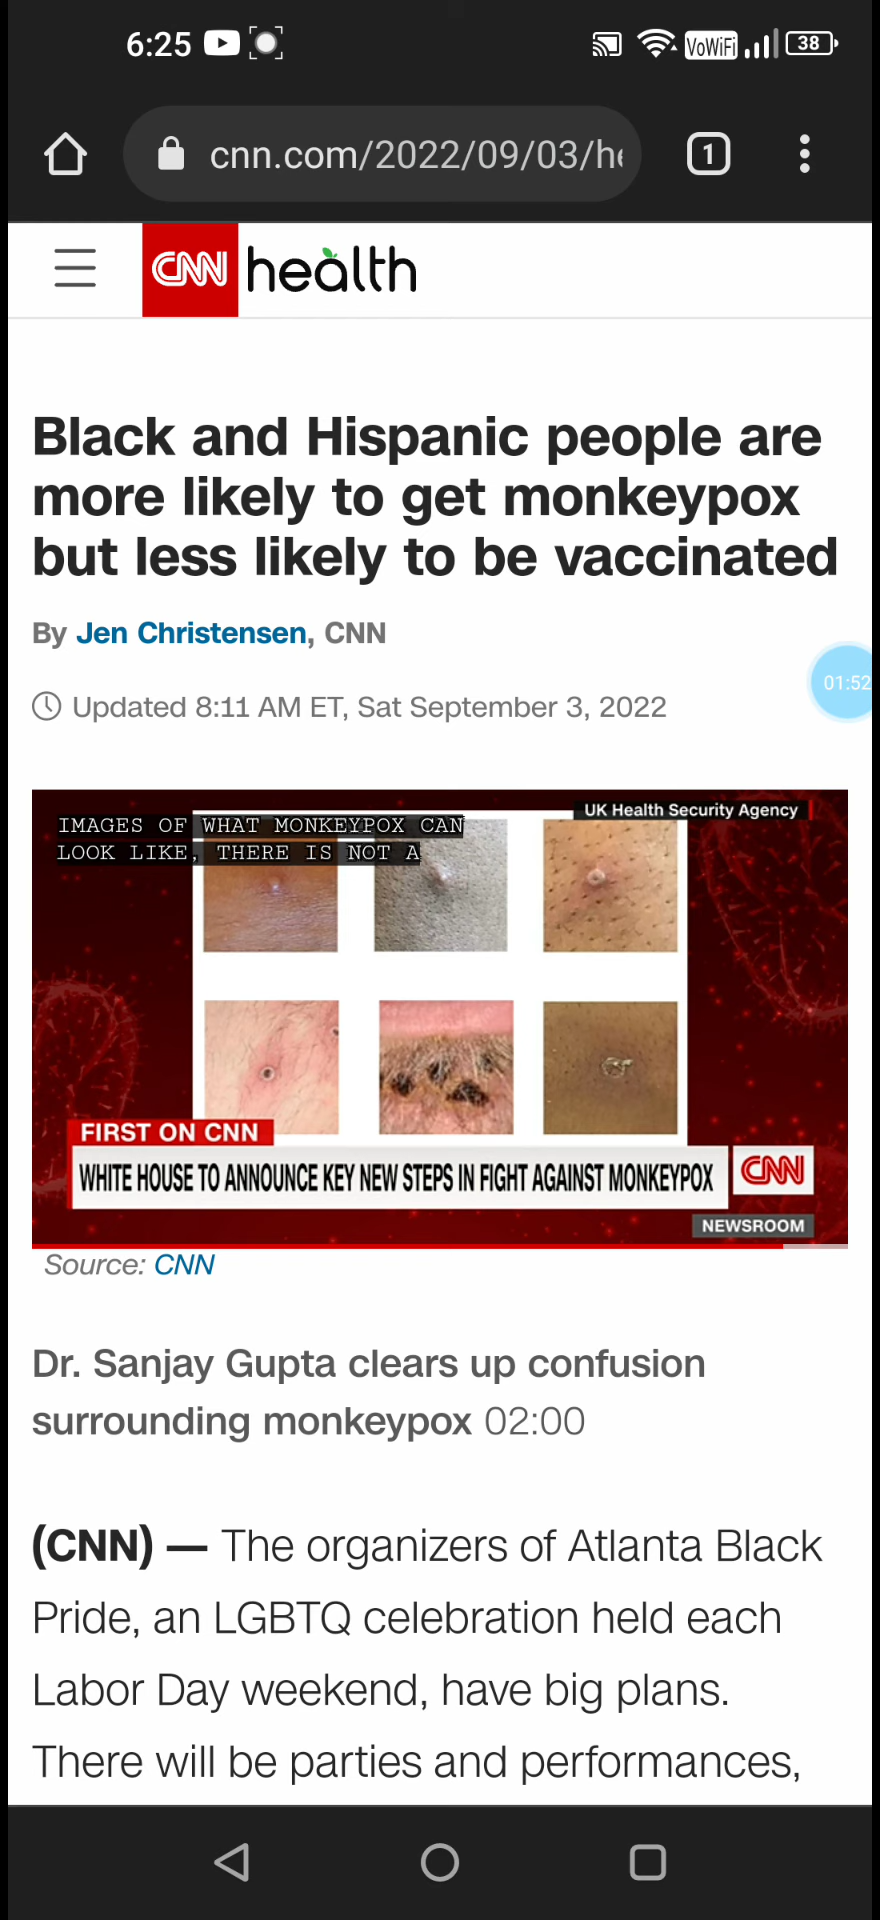 6:25 VoWiFi 38
cnn.com/2022/09/03/he 1
CNN health
Black and Hispanic people are
more likely to get monkeypox
but less likely to be vaccinated
By Jen Christensen, CNN
01:52
Updated 8:11 AM ET, Sat September 3, 2022
UK Health Security Agency
IMAGES OF WHAT MONKEYPOX CAN
LOOK LIKE, THERE IS NOT A
FIRST ON CNN
WHITE HOUSE TO ANNOUNCE KEY NEW STEPS IN FIGHT AGAINST MONKEYPOX CNN
NEWSROOM
Source: CNN
Dr. Sanjay Gupta clears up confusion
surrounding monkeypox 02:00
(CNN) — The organizers of Atlanta Black
Pride, an LGBTQ celebration held each
Labor Day weekend, have big plans.
There will be parties and performances,